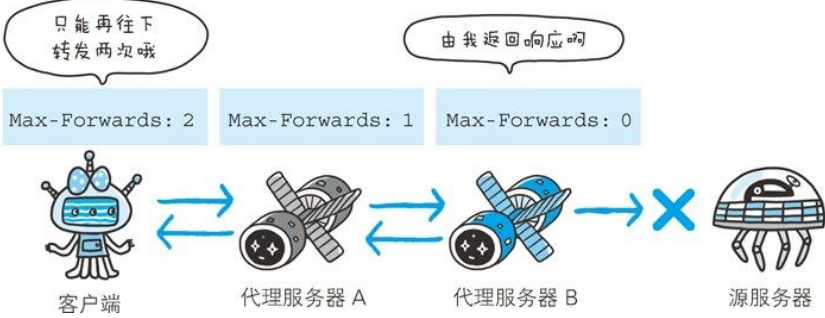 只能再往下
转发两次哦
由我返回响应啊
Max-Forwards: 2
Max-Forwards: 1
Max-Forwards: 0
客户端
代理服务器 A
代理服务器 B
源服务器